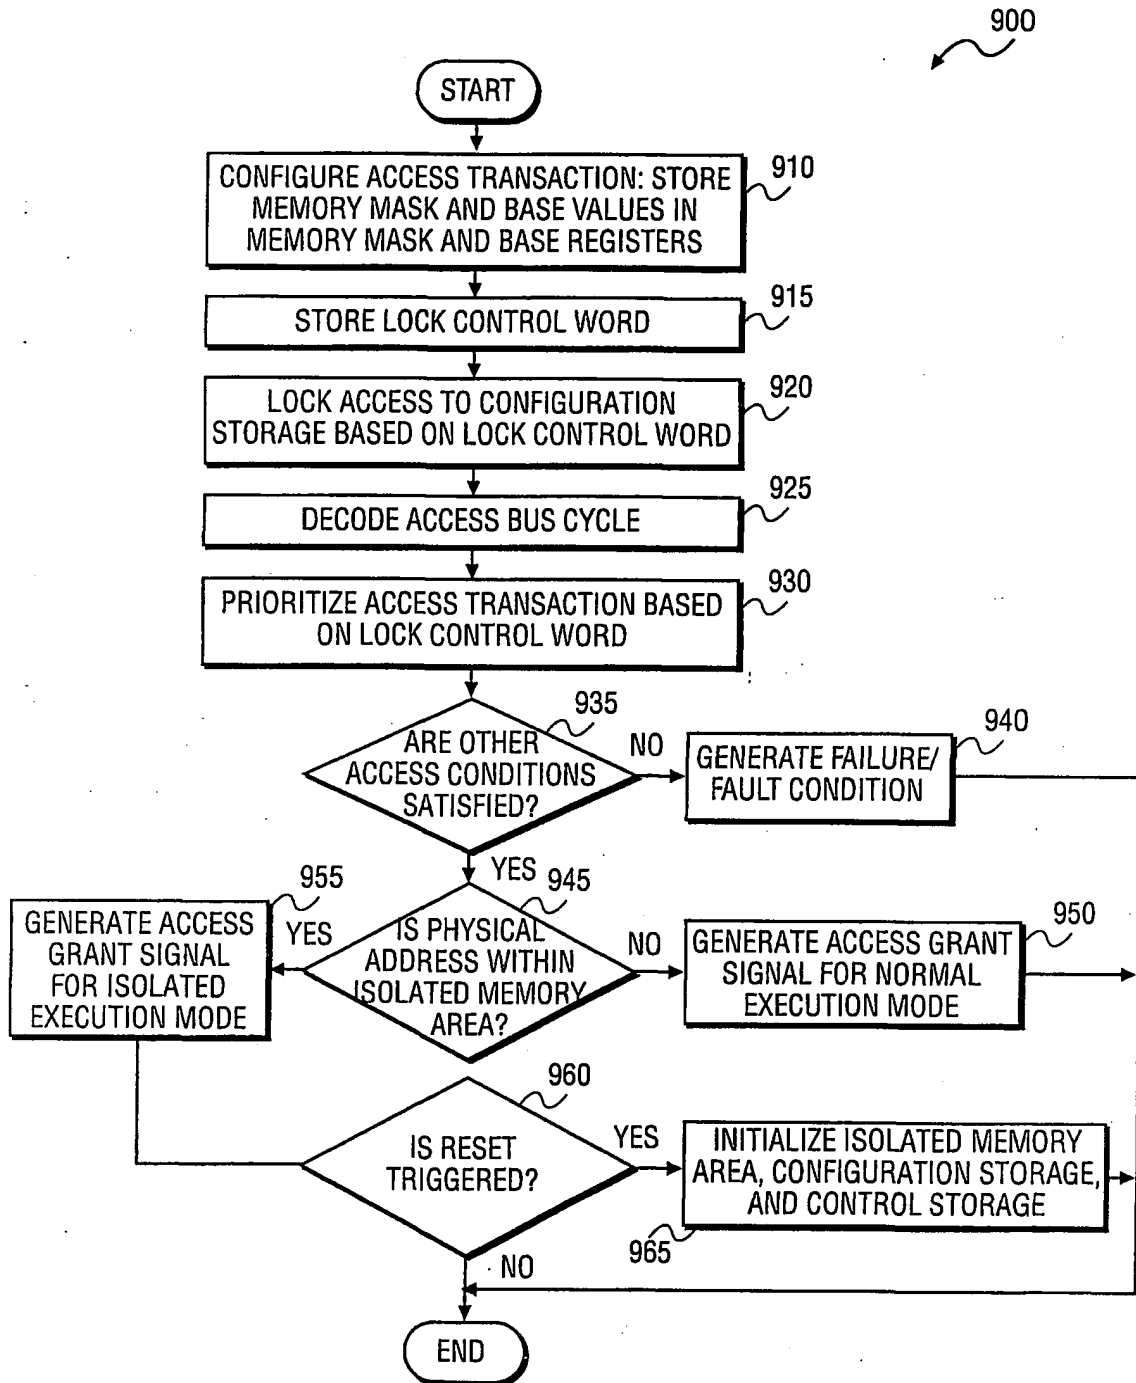 900
START
CONFIGURE ACCESS TRANSACTION: STORE
MEMORY MASK AND BASE VALUES IN
MEMORY MASK AND BASE REGISTERS
910
STORE LOCK CONTROL WORD
915
LOCK ACCESS TO CONFIGURATION
STORAGE BASED ON LOCK CONTROL WORD
920
DECODE ACCESS BUS CYCLE
925
PRIORITIZE ACCESS TRANSACTION BASED
ON LOCK CONTROL WORD
930
ARE OTHER
ACCESS CONDITIONS
SATISFIED?
935
NO
GENERATE FAILURE/
FAULT CONDITION
940
YES
IS PHYSICAL
ADDRESS WITHIN
ISOLATED MEMORY
AREA?
945
YES
GENERATE ACCESS
GRANT SIGNAL
FOR ISOLATED
EXECUTION MODE
955
NO
GENERATE ACCESS GRANT
SIGNAL FOR NORMAL
EXECUTION MODE
950
IS RESET
TRIGGERED?
960
YES
INITIALIZE ISOLATED MEMORY
AREA, CONFIGURATION STORAGE,
AND CONTROL STORAGE
965
NO
END